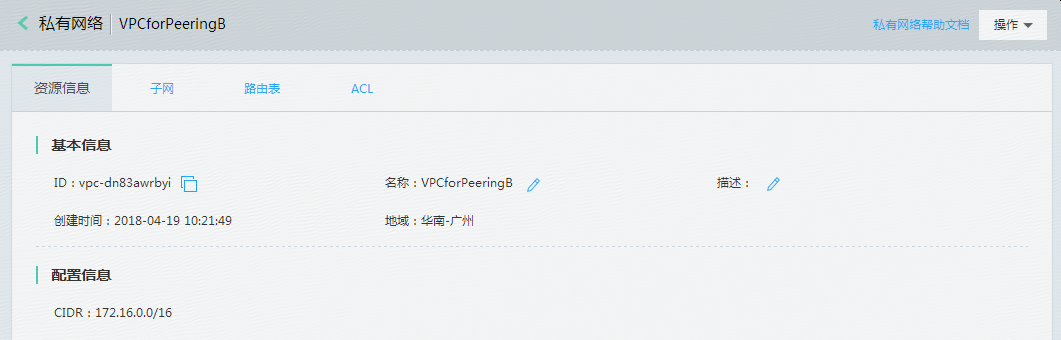 私有网络 VPCforPeeringB 私有网络帮助文档 操作
资源信息 子网 路由表 ACL
基本信息
ID：vpc-dn83awrbyi 名称：VPCforPeeringB 描述：
创建时间：2018-04-19 10:21:49 地域：华南-广州
配置信息
CIDR：172.16.0.0/16